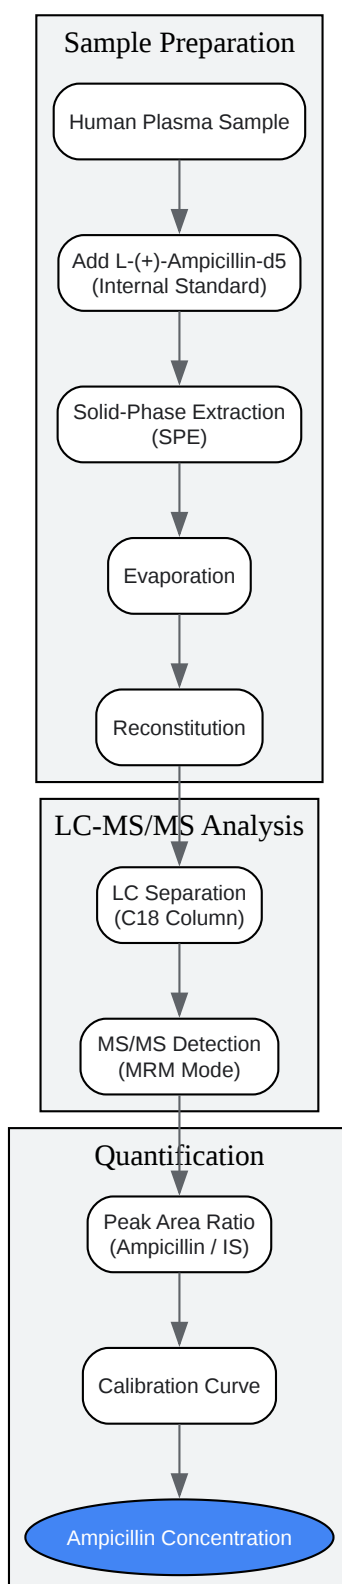 Sample Preparation
Human Plasma Sample
Add L-(+)-Ampicillin-d5
(Internal Standard)
Solid-Phase Extraction
(SPE)
Evaporation
Reconstitution
LC-MS/MS Analysis
LC Separation
(C18 Column)
MS/MS Detection
(MRM Mode)
Quantification
Peak Area Ratio
(Ampicillin / IS)
Calibration Curve
Ampicillin Concentration